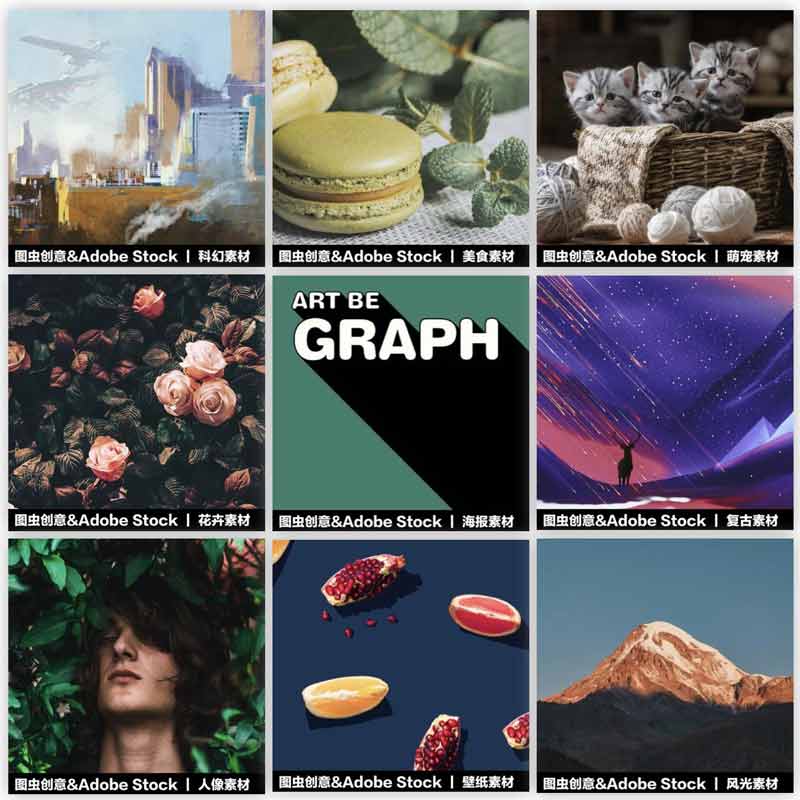 图虫创意&Adobe Stock | 科幻素材
图虫创意&Adobe Stock | 美食素材
图虫创意&Adobe Stock | 萌宠素材
图虫创意&Adobe Stock | 花卉素材
ART BE
GRAPH
图虫创意&Adobe Stock | 海报素材
图虫创意&Adobe Stock | 复古素材
图虫创意&Adobe Stock | 人像素材
图虫创意&Adobe Stock | 壁纸素材
图虫创意&Adobe Stock | 风光素材